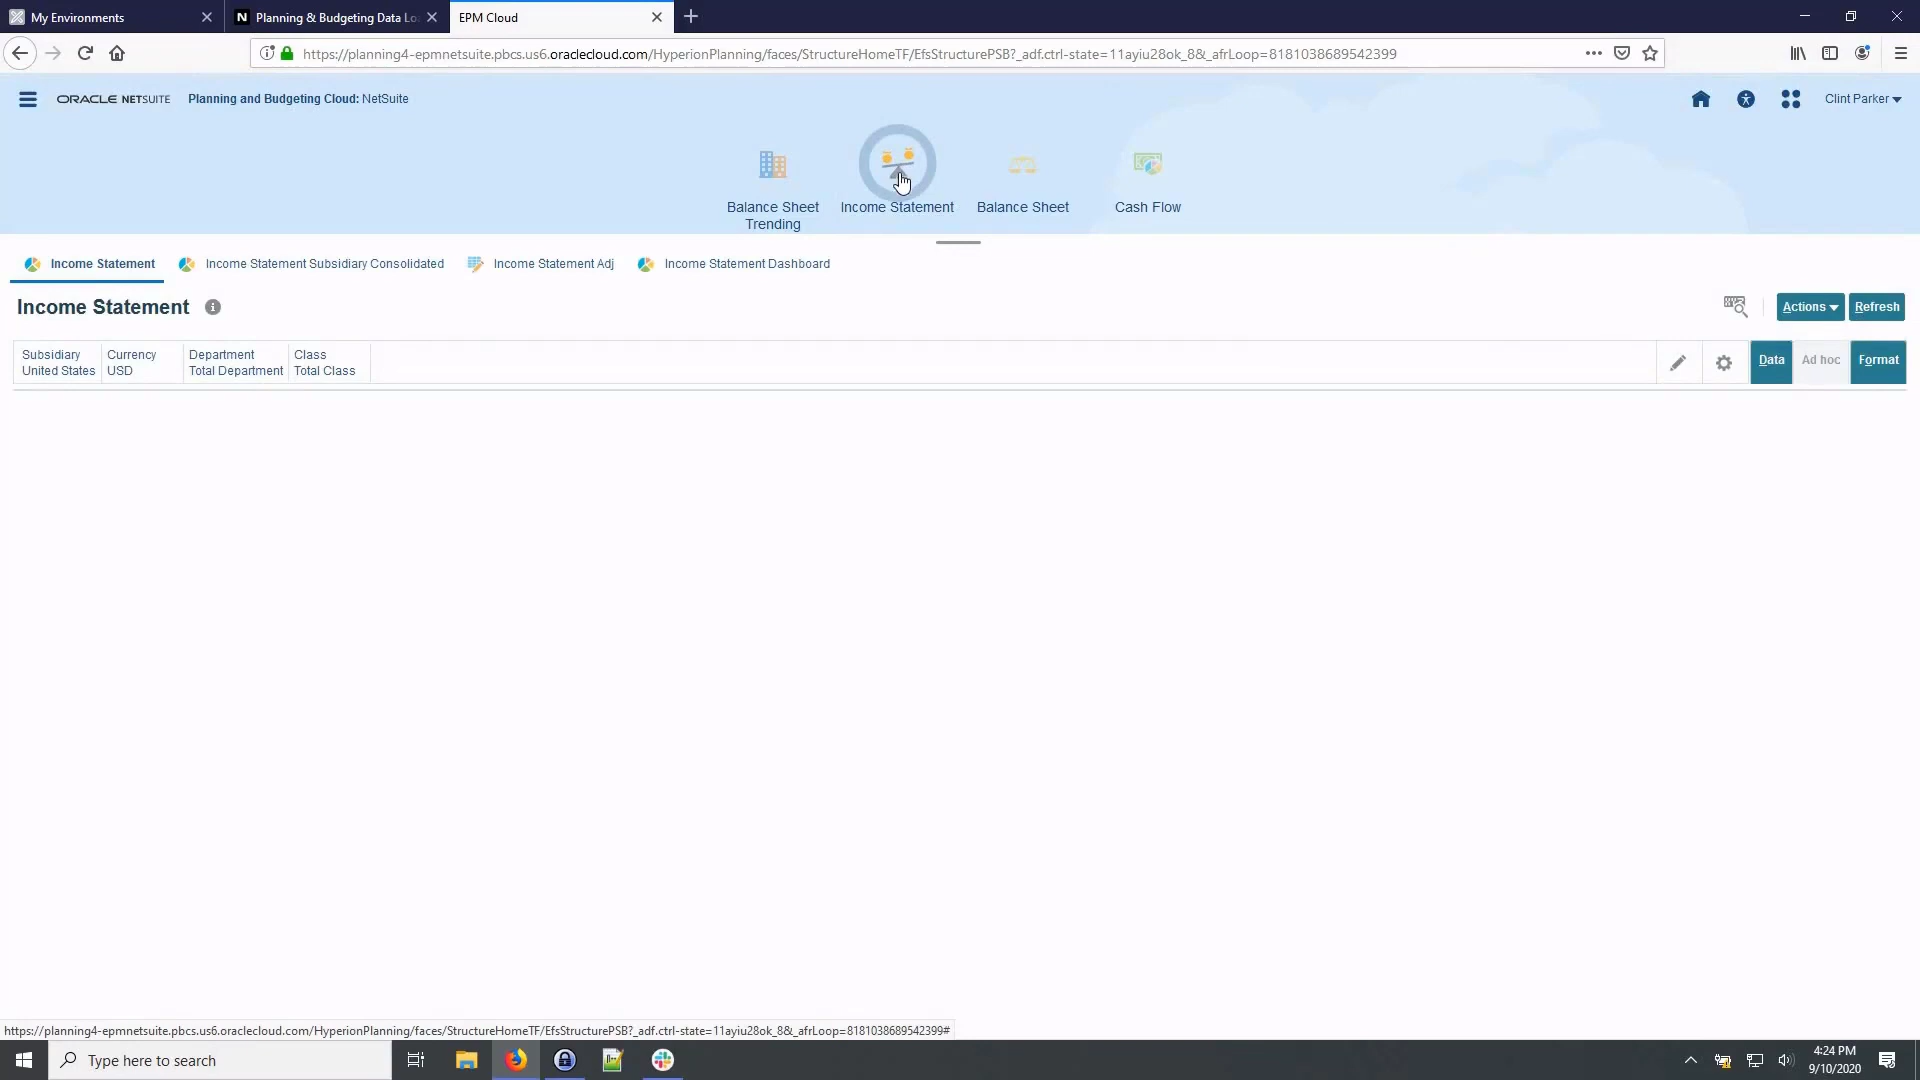 My Environments
N Planning & Budgeting Data Lo
EPM Cloud
https://planning4-epmnetsuite.pbcs.us6.oraclecloud.com/HyperionPlanning/faces/StructureHomeTF/EfsStructurePSB?_adf.ctrl-state=11ayiu28ok_8&_afrLoop=8181038689542399
ORACLE NETSUITE
Planning and Budgeting Cloud: NetSuite
Clint Parker
Balance Sheet
Trending
Income Statement
Balance Sheet
Cash Flow
Income Statement
Income Statement Subsidiary Consolidated
Income Statement Adj
Income Statement Dashboard
Income Statement
Actions
Refresh
Subsidiary
United States
Currency
USD
Department
Total Department
Class
Total Class
Data
Ad hoc
Format
https://planning4-epmnetsuite.pbcs.us6.oraclecloud.com/HyperionPlanning/faces/StructureHomeTF/EfsStructurePSB?_adf.ctrl-state=11ayiu28ok_8&_afrLoop=8181038689542399#
Type here to search
4:24 PM
9/10/2020